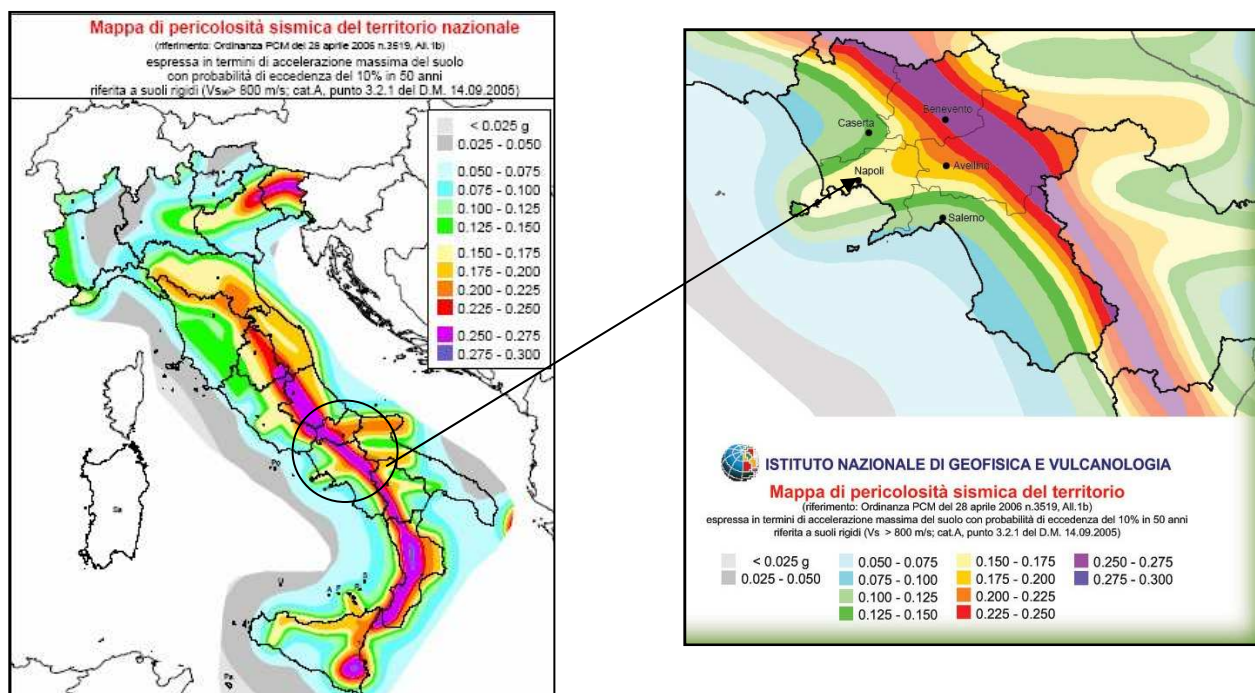 Mappa di pericolosità sismica del territorio nazionale
(riferimento: Ordinanza PCM del 28 aprile 2006 n.3519, All.1b)
espressa in termini di accelerazione massima del suolo
con probabilità di eccedenza del 10% in 50 anni
riferita a suoli rigidi (Vs₃₀> 800 m/s; cat.A, punto 3.2.1 del D.M. 14.09.2005)
< 0.025 g
0.025 - 0.050
0.050 - 0.075
0.075 - 0.100
0.100 - 0.125
0.125 - 0.150
0.150 - 0.175
0.175 - 0.200
0.200 - 0.225
0.225 - 0.250
0.250 - 0.275
0.275 - 0.300
Benevento
Caserta
Avellino
Napoli
Salerno
ISTITUTO NAZIONALE DI GEOFISICA E VULCANOLOGIA
Mappa di pericolosità sismica del territorio
(riferimento: Ordinanza PCM del 28 aprile 2006 n.3519, All.1b)
espressa in termini di accelerazione massima del suolo con probabilità di eccedenza del 10% in 50 anni
riferita a suoli rigidi (Vs > 800 m/s; cat.A, punto 3.2.1 del D.M. 14.09.2005)
< 0.025 g
0.025 - 0.050
0.050 - 0.075
0.075 - 0.100
0.100 - 0.125
0.125 - 0.150
0.150 - 0.175
0.175 - 0.200
0.200 - 0.225
0.225 - 0.250
0.250 - 0.275
0.275 - 0.300